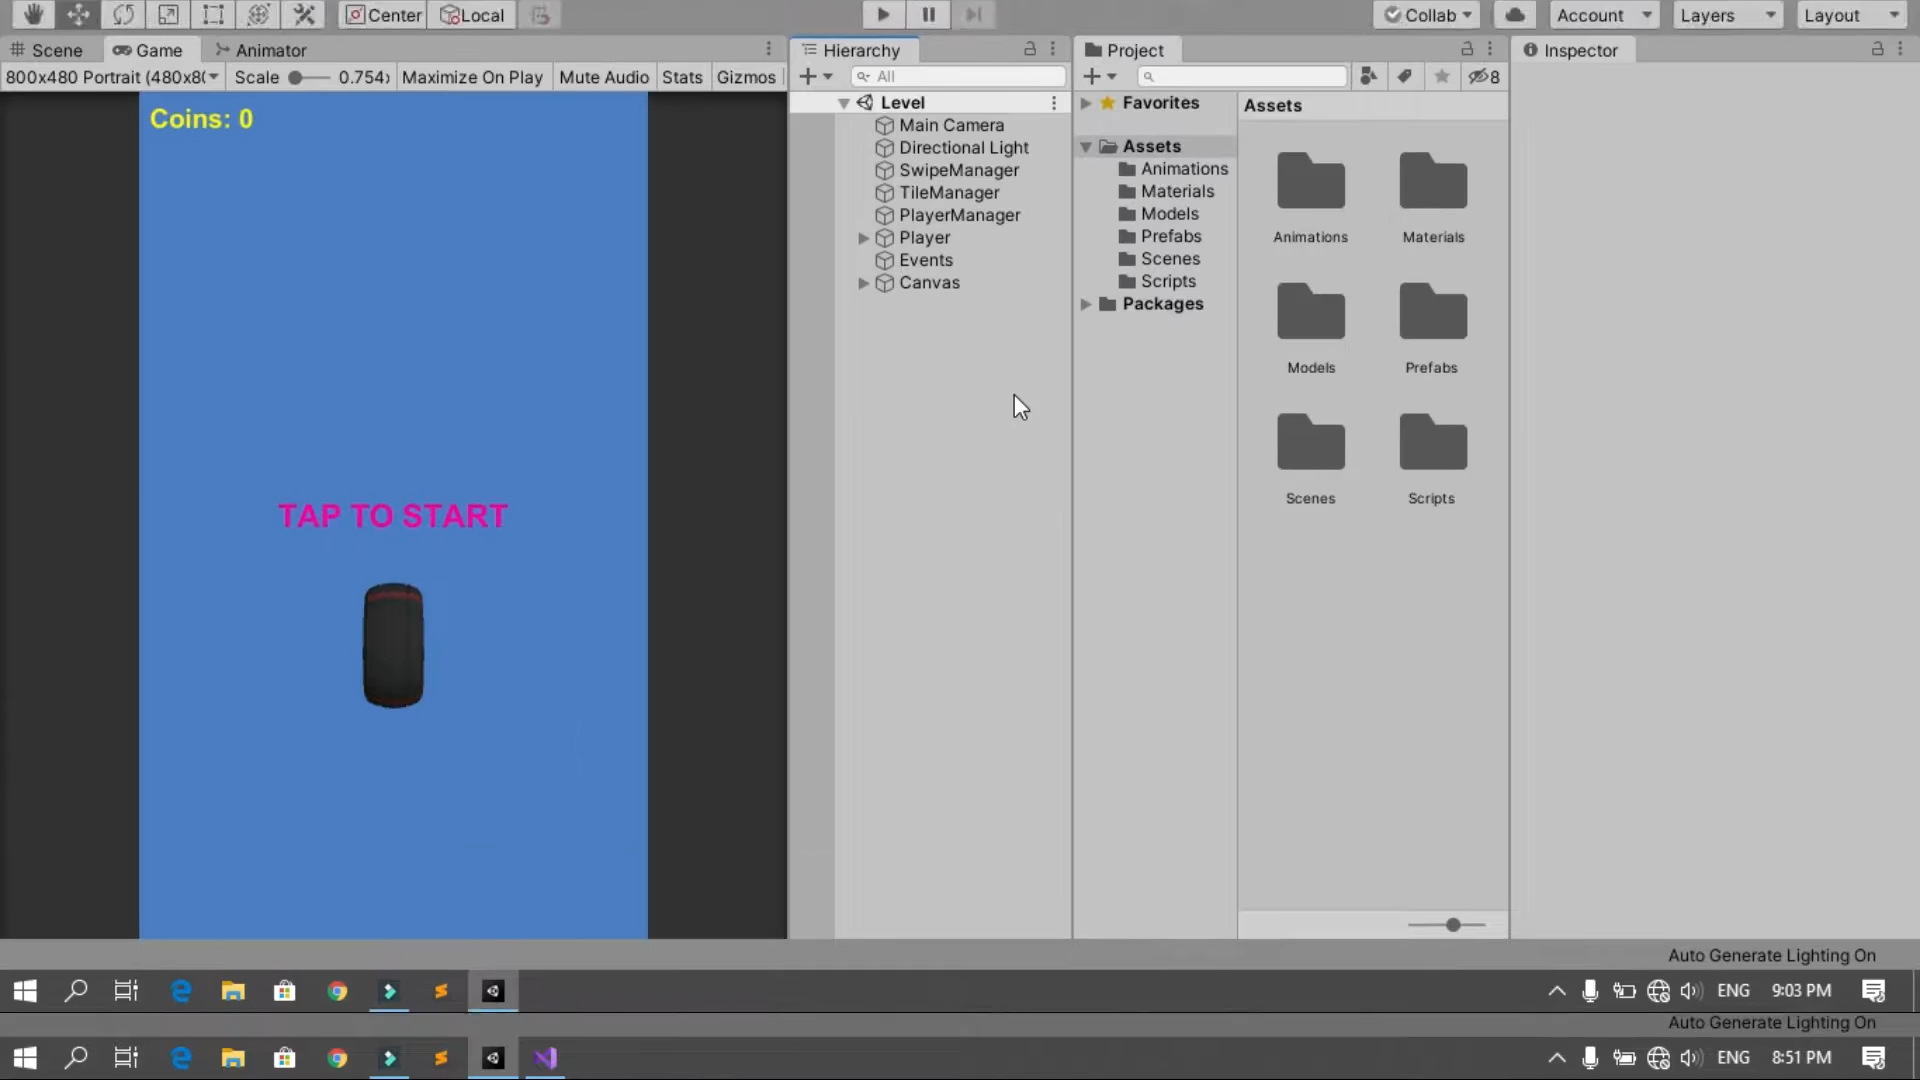 Center
Local
Collab
Account
Layers
Layout
Scene
Game
Animator
Hierarchy
Project
Inspector
800x480 Portrait (480x80
Scale
0.754
Maximize On Play
Mute Audio
Stats
Gizmos
All
8
Coins: 0
TAP TO START
Level
Main Camera
Directional Light
SwipeManager
TileManager
PlayerManager
Player
Events
Canvas
Favorites
Assets
Animations
Materials
Models
Prefabs
Scenes
Scripts
Packages
Assets
Animations
Materials
Models
Prefabs
Scenes
Scripts
Auto Generate Lighting On
ENG
9:03 PM
Auto Generate Lighting On
ENG
8:51 PM